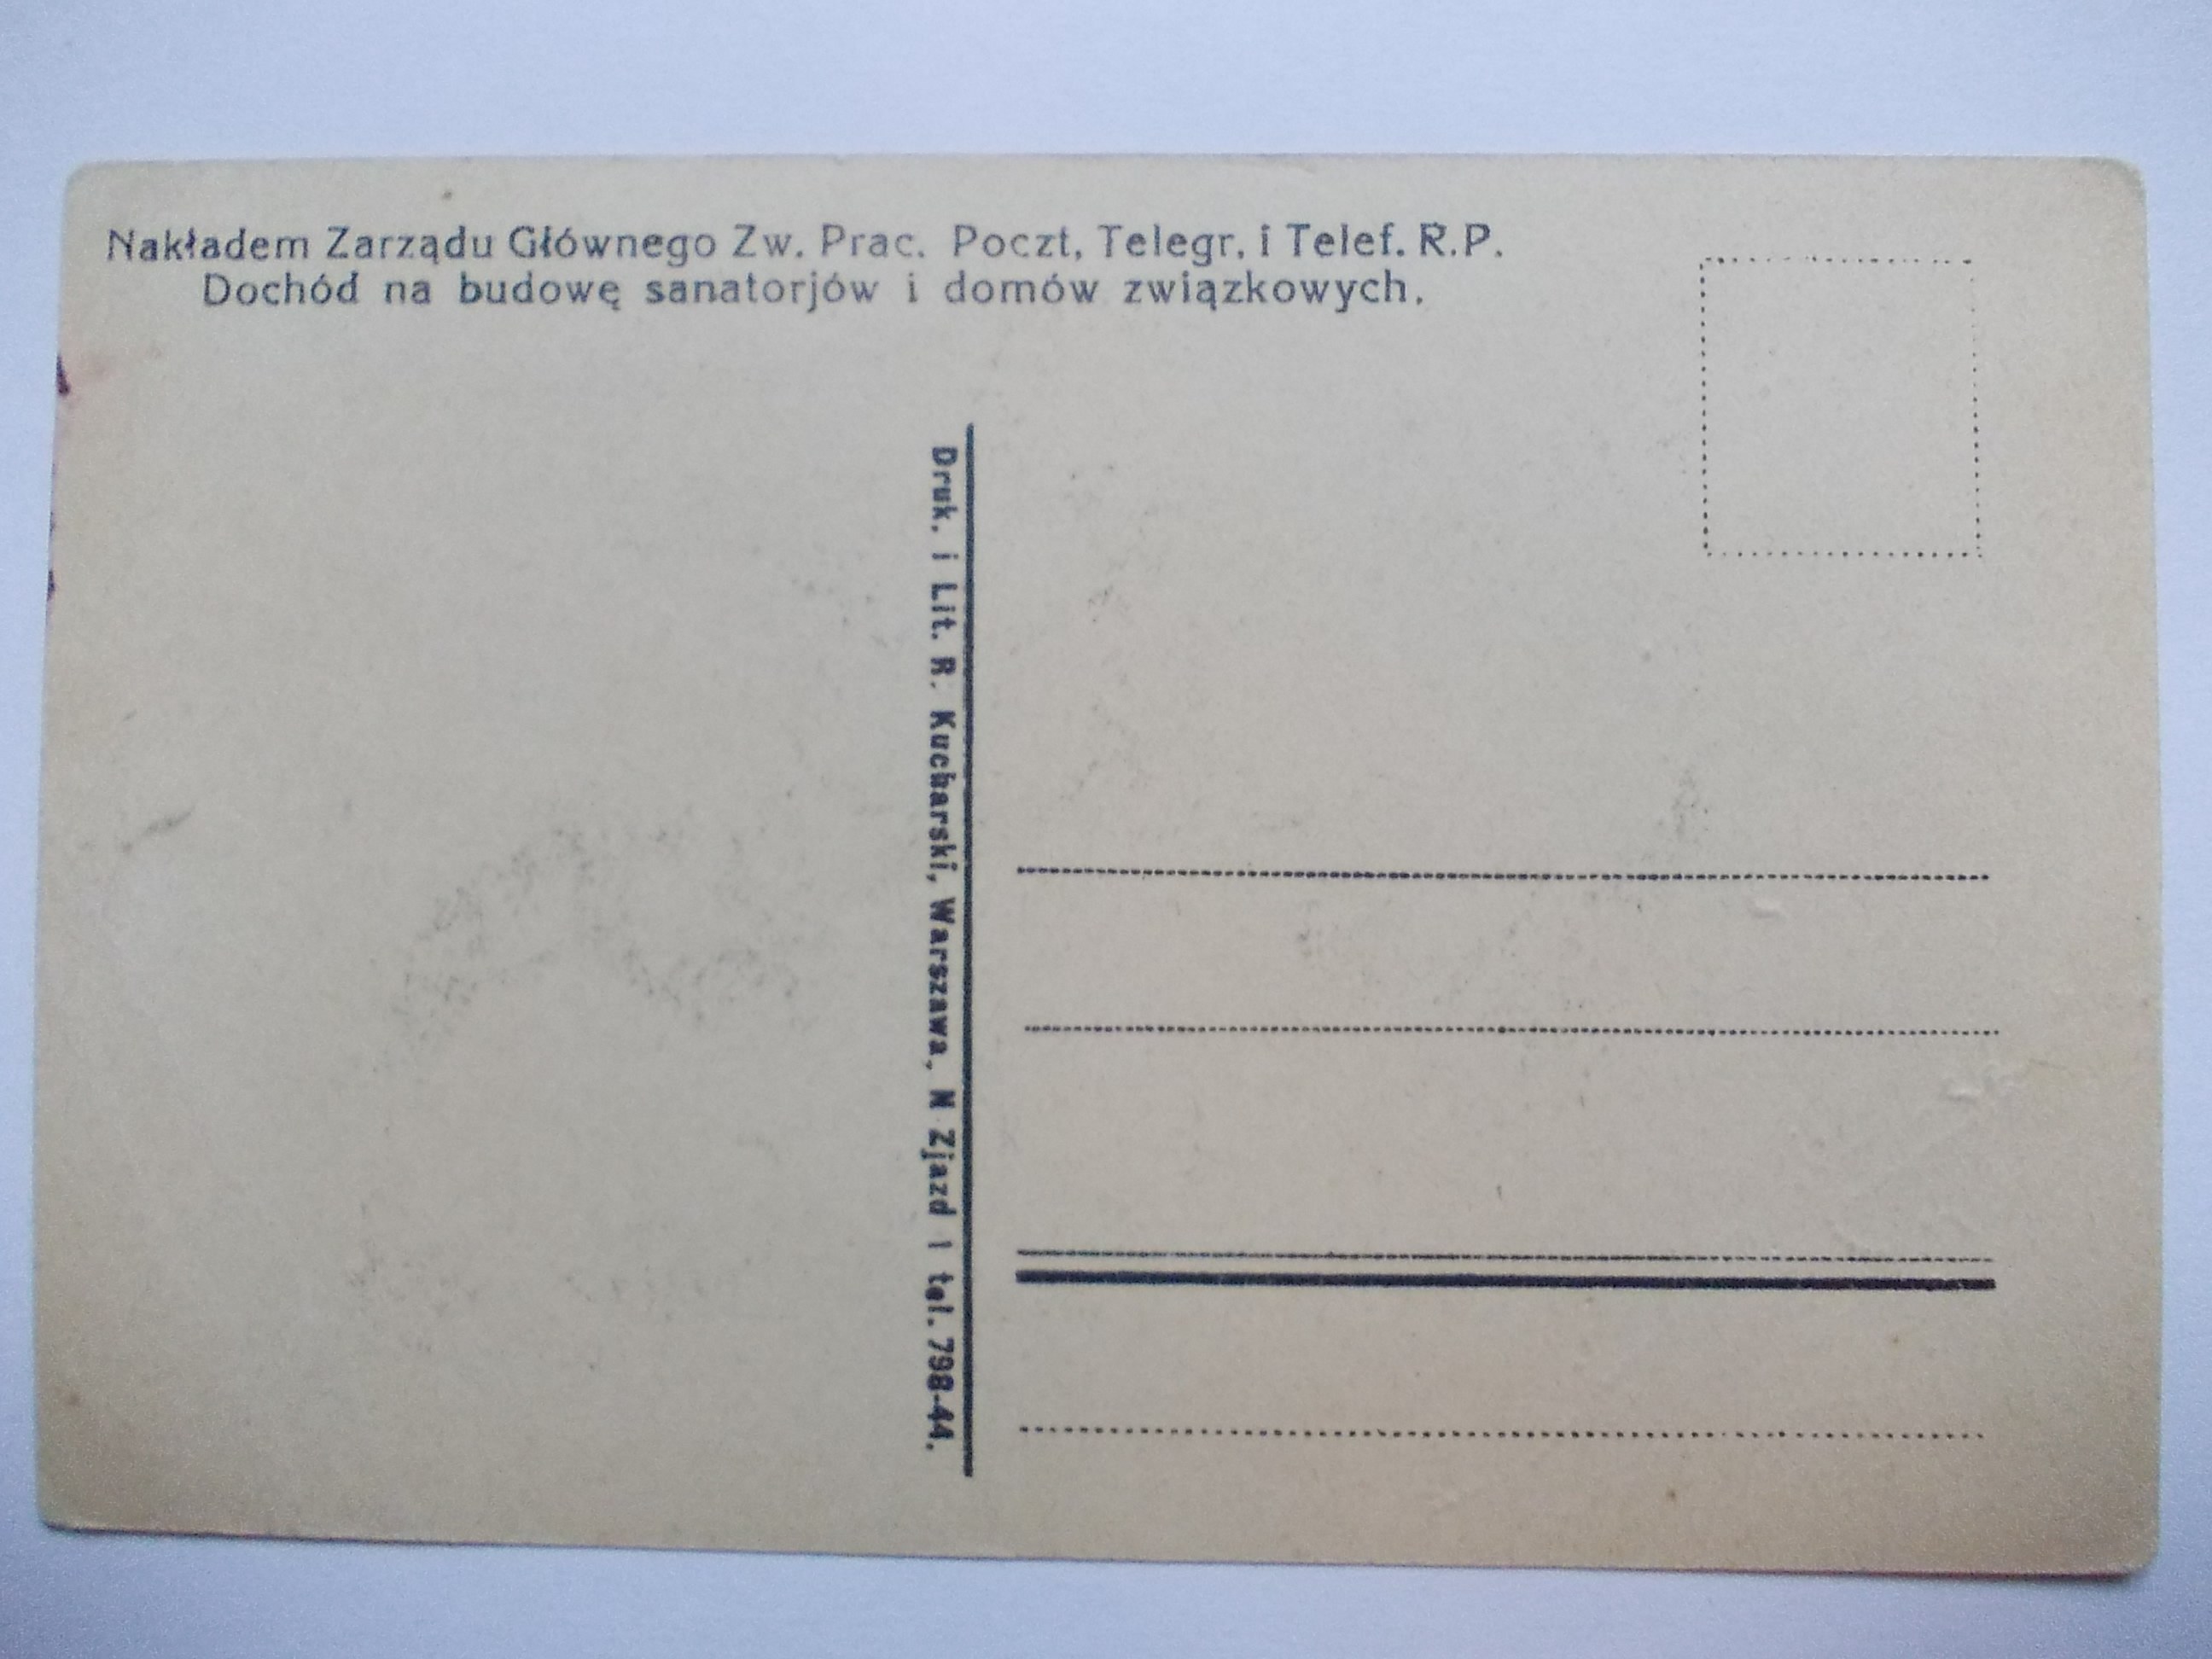 Nakładem Zarządu Głównego Zw. Prac. Poczt, Telegr, i Telef. R.P.
Dochód na budowę sanatorjów i domów związkowych.
Druk. i Lit. R. Kucharski, Warszawa, N Zjazd 1 tel. 798-44.